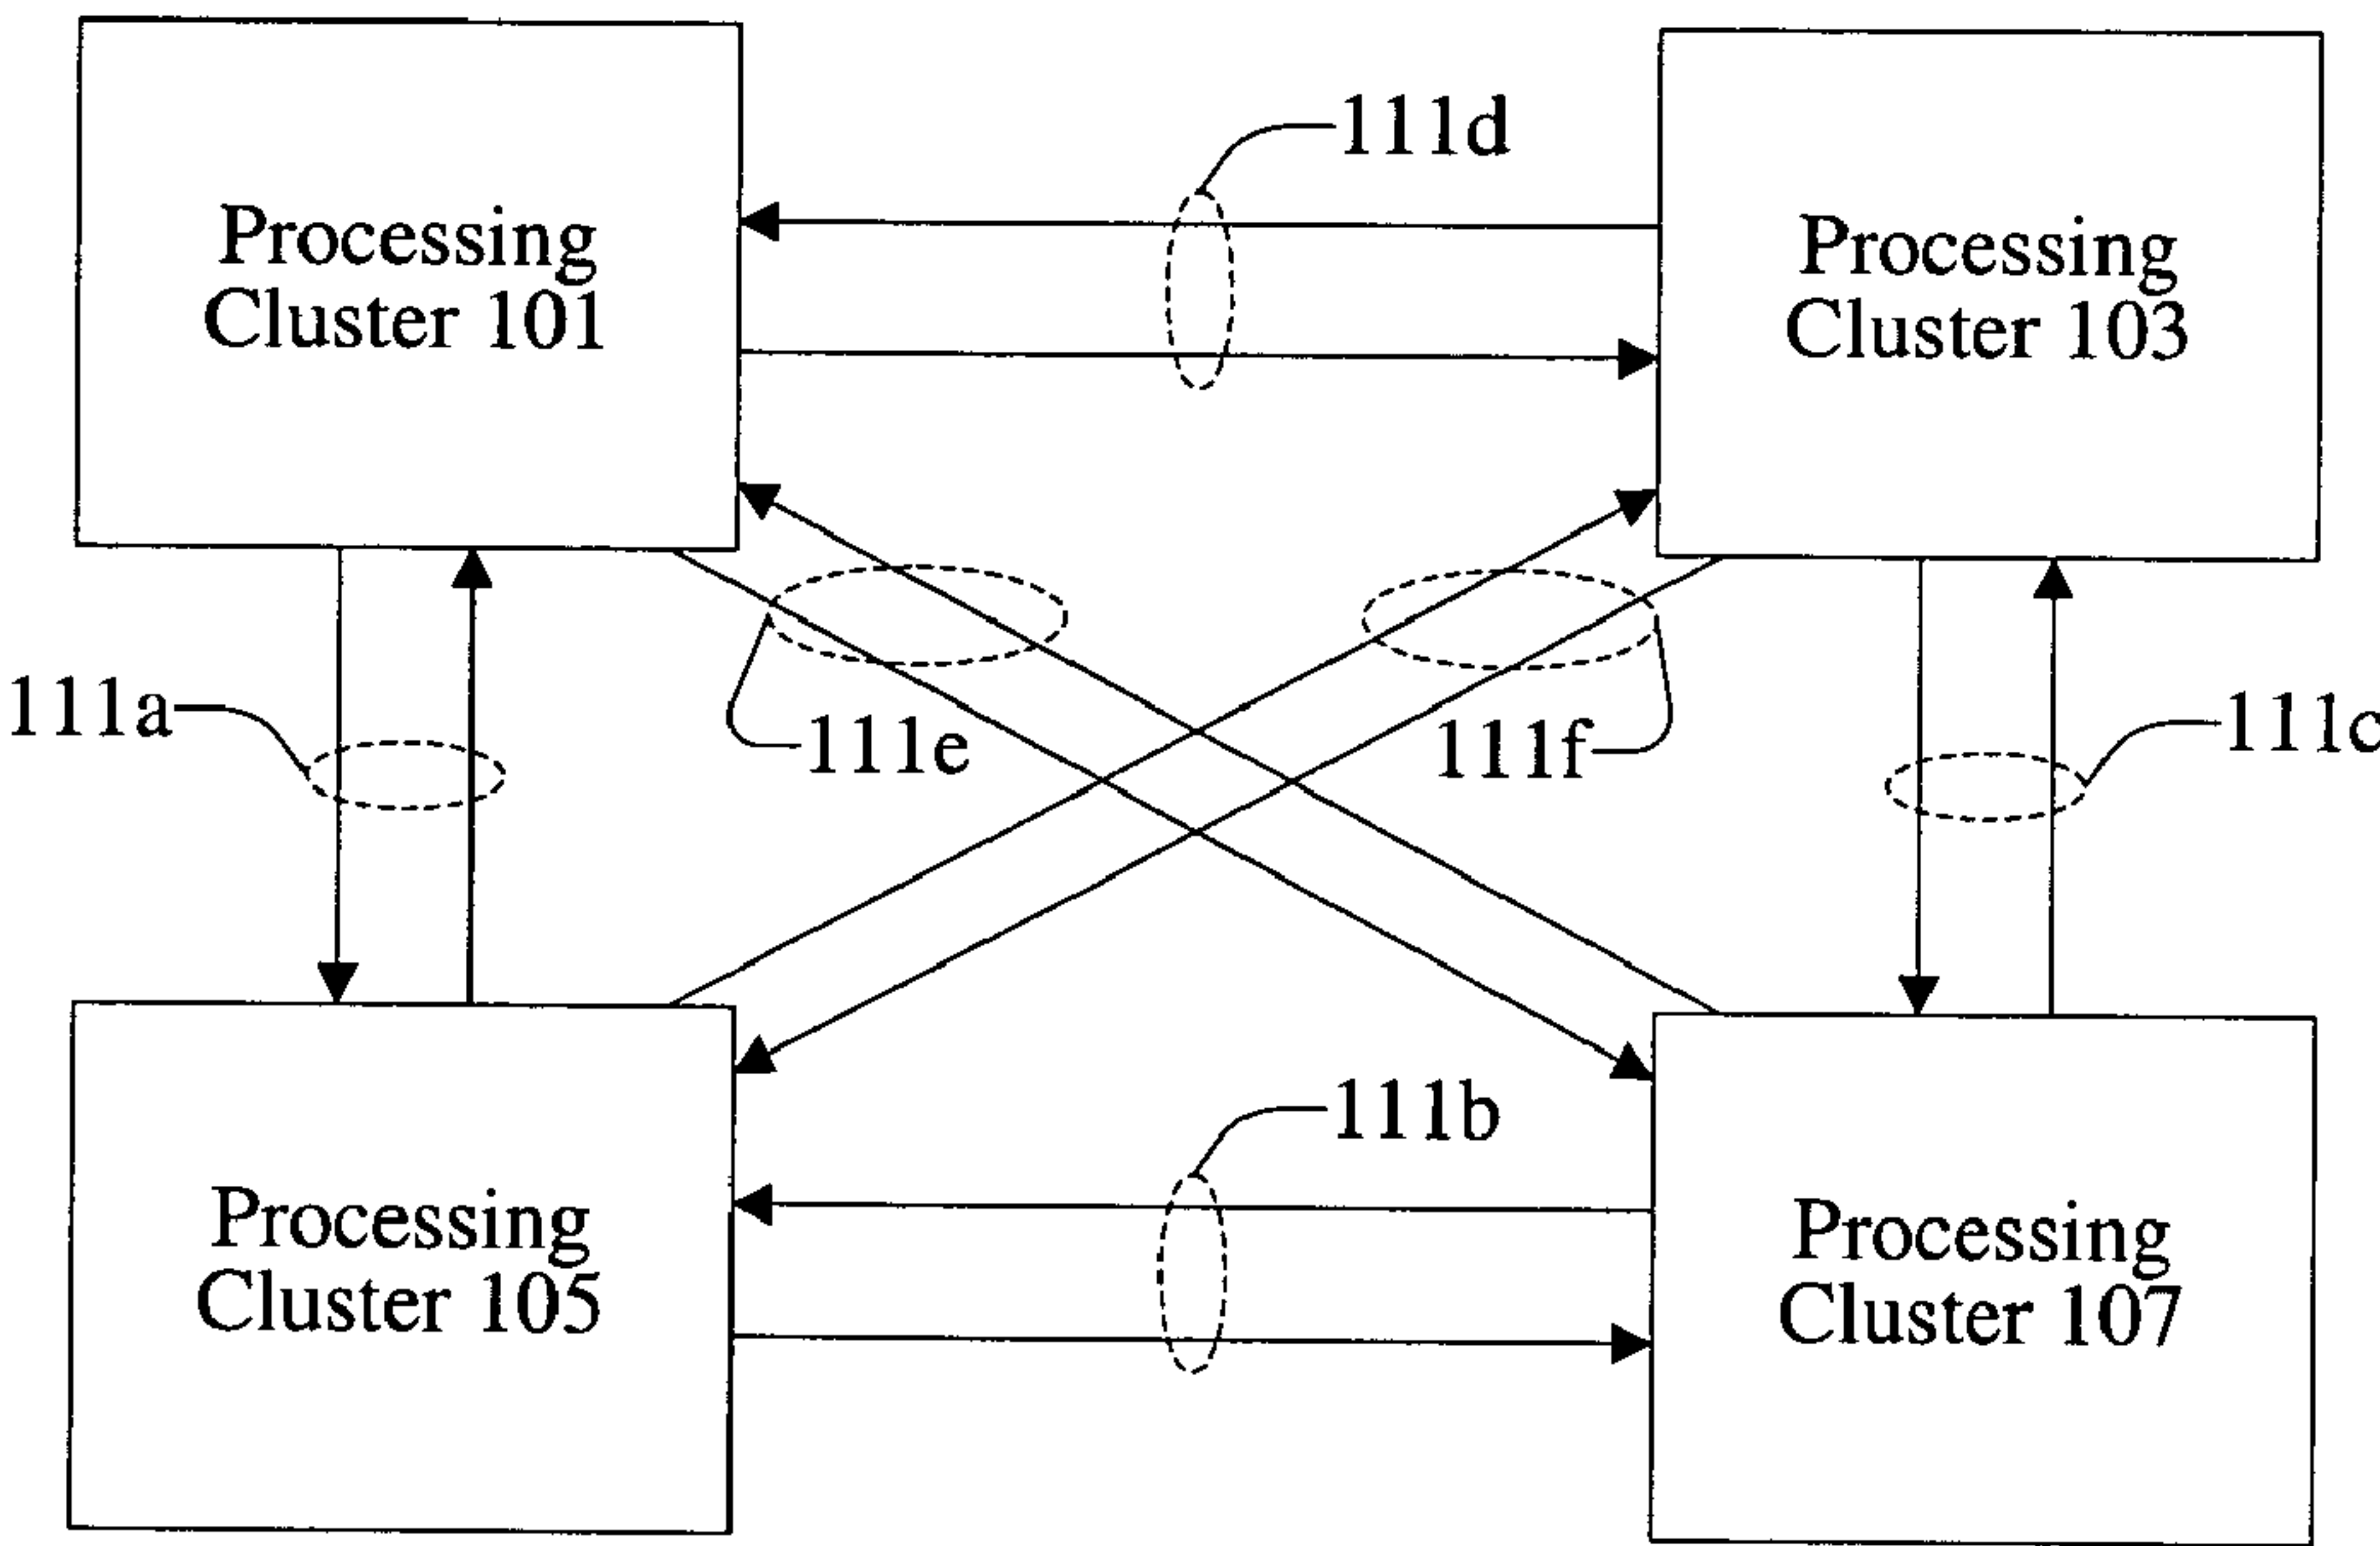 111d
Processing
Cluster 101
Processing
Cluster 103
111a
111e
111f
111c
111b
Processing
Cluster 105
Processing
Cluster 107